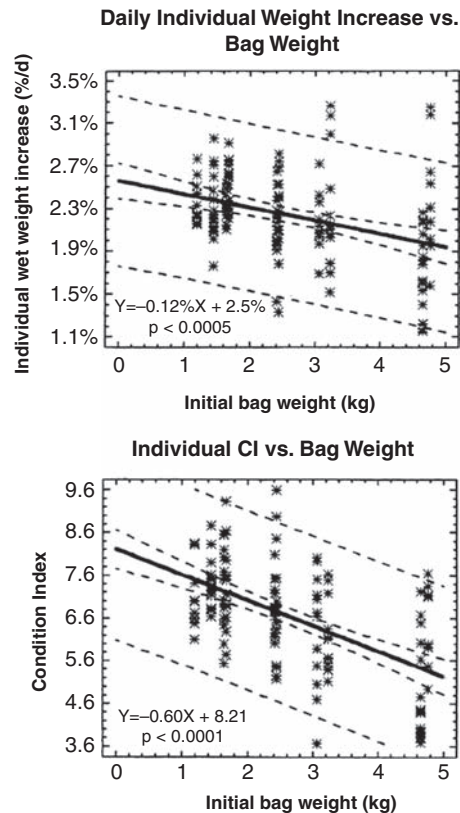 Daily Individual Weight Increase vs.
Bag Weight
Individual wet weight increase (%/d)
3.5%
3.1%
2.7%
2.3%
1.9%
1.5%
1.1%
Y=–0.12%X + 2.5%
p < 0.0005
0 1 2 3 4 5
Initial bag weight (kg)
Individual CI vs. Bag Weight
Condition Index
9.6
8.6
7.6
6.6
5.6
4.6
3.6
Y=–0.60X + 8.21
p < 0.0001
0 1 2 3 4 5
Initial bag weight (kg)